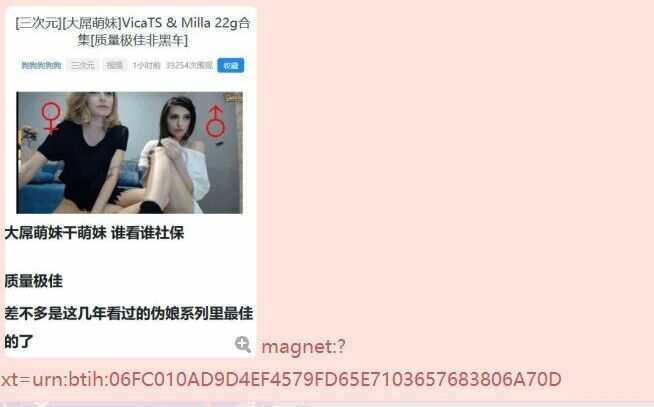 [三次元][大屌萌妹]VicaTS & Milla 22g合
集[质量极佳非黑车]
狗狗狗狗狗 三次元 视频 1小时前 39254次围观 收藏
大屌萌妹干萌妹 谁看谁社保
质量极佳
差不多是这几年看过的伪娘系列里最佳
的了
magnet:?
xt=urn:btih:06FC010AD9D4EF4579FD65E7103657683806A70D